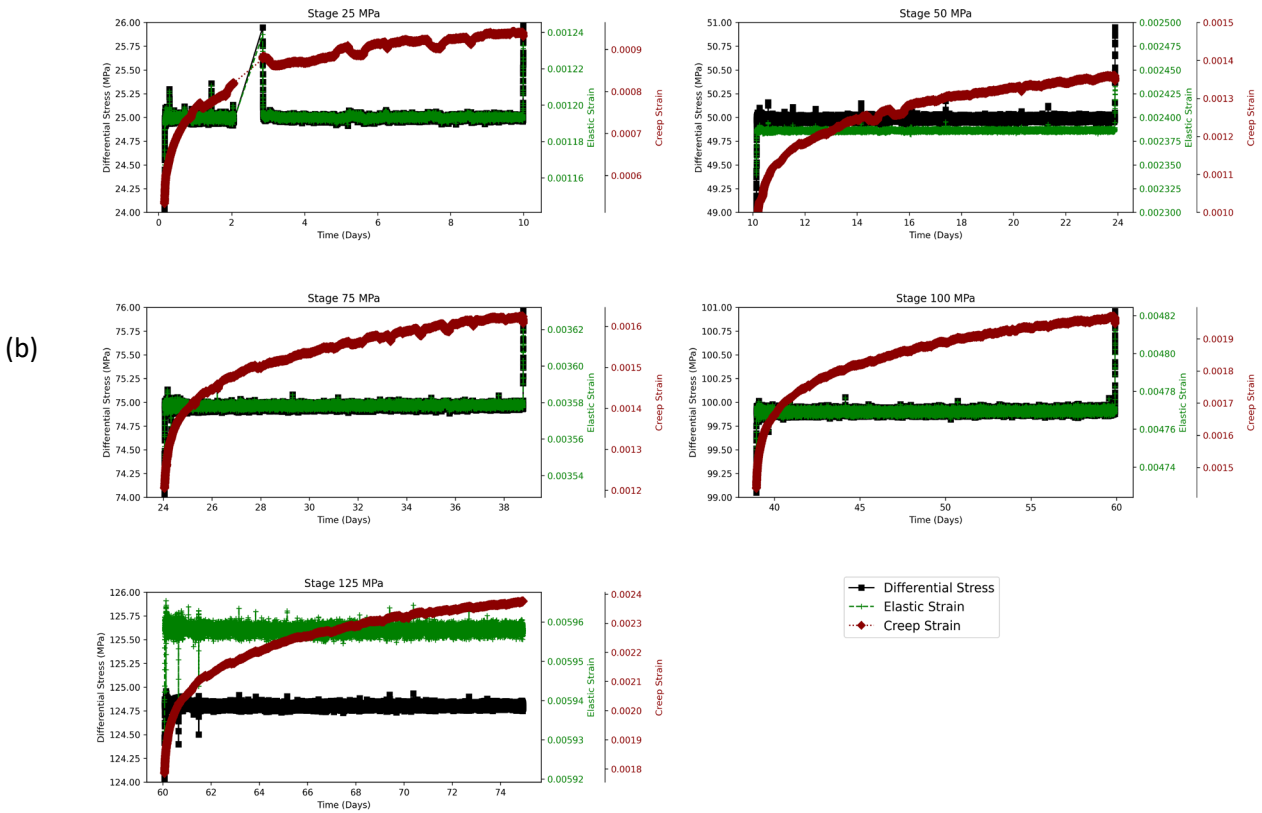 (b)
Stage 25 MPa
Differential Stress (MPa)
26.00
25.75
25.50
25.25
25.00
24.75
24.50
24.25
24.00
0 2 4 6 8 10
Time (Days)
0.00124
0.00122
0.00120
0.00118
0.00116
Elastic Strain
0.0009
0.0008
0.0007
0.0006
Creep Strain
Stage 50 MPa
Differential Stress (MPa)
51.00
50.75
50.50
50.25
50.00
49.75
49.50
49.25
49.00
10 12 14 16 18 20 22 24
Time (Days)
0.002500
0.002475
0.002450
0.002425
0.002400
0.002375
0.002350
0.002325
0.002300
Elastic Strain
0.0015
0.0014
0.0013
0.0012
0.0011
0.0010
Creep Strain
Stage 75 MPa
Differential Stress (MPa)
76.00
75.75
75.50
75.25
75.00
74.75
74.50
74.25
74.00
24 26 28 30 32 34 36 38
Time (Days)
0.00362
0.00360
0.00358
0.00356
0.00354
Elastic Strain
0.0016
0.0015
0.0014
0.0013
0.0012
Creep Strain
Stage 100 MPa
Differential Stress (MPa)
101.00
100.75
100.50
100.25
100.00
99.75
99.50
99.25
99.00
40 45 50 55 60
Time (Days)
0.00482
0.00480
0.00478
0.00476
0.00474
Elastic Strain
0.0019
0.0018
0.0017
0.0016
0.0015
Creep Strain
Stage 125 MPa
Differential Stress (MPa)
126.00
125.75
125.50
125.25
125.00
124.75
124.50
124.25
124.00
60 62 64 66 68 70 72 74
Time (Days)
0.00596
0.00595
0.00594
0.00593
0.00592
Elastic Strain
0.0024
0.0023
0.0022
0.0021
0.0020
0.0019
0.0018
Creep Strain
Differential Stress
Elastic Strain
Creep Strain